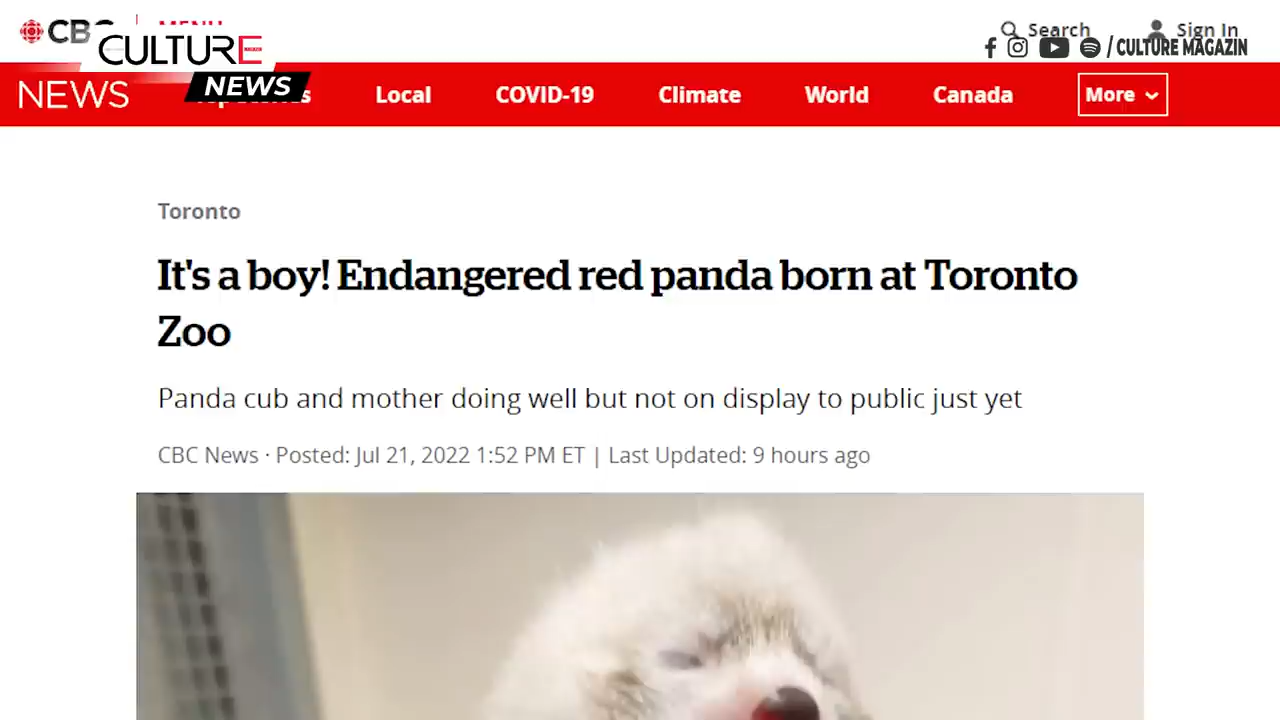 CBC MENU
CULTURE
NEWS
Search
Sign In
/ CULTURE MAGAZIN
NEWS
Local
COVID-19
Climate
World
Canada
More
Toronto
It's a boy! Endangered red panda born at Toronto
Zoo
Panda cub and mother doing well but not on display to public just yet
CBC News · Posted: Jul 21, 2022 1:52 PM ET | Last Updated: 9 hours ago